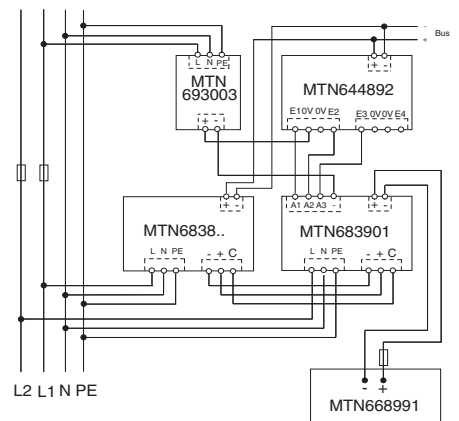 -
+ Bus
L N PE
MTN
693003
+ -
+ -
MTN644892
E1 0V 0V E2 E3 0V 0V E4
+ -
MTN6838..
L N PE - + C
A1 A2 A3 - + -
MTN683901
L N PE - + C
L2 L1 N PE
- +
MTN668991